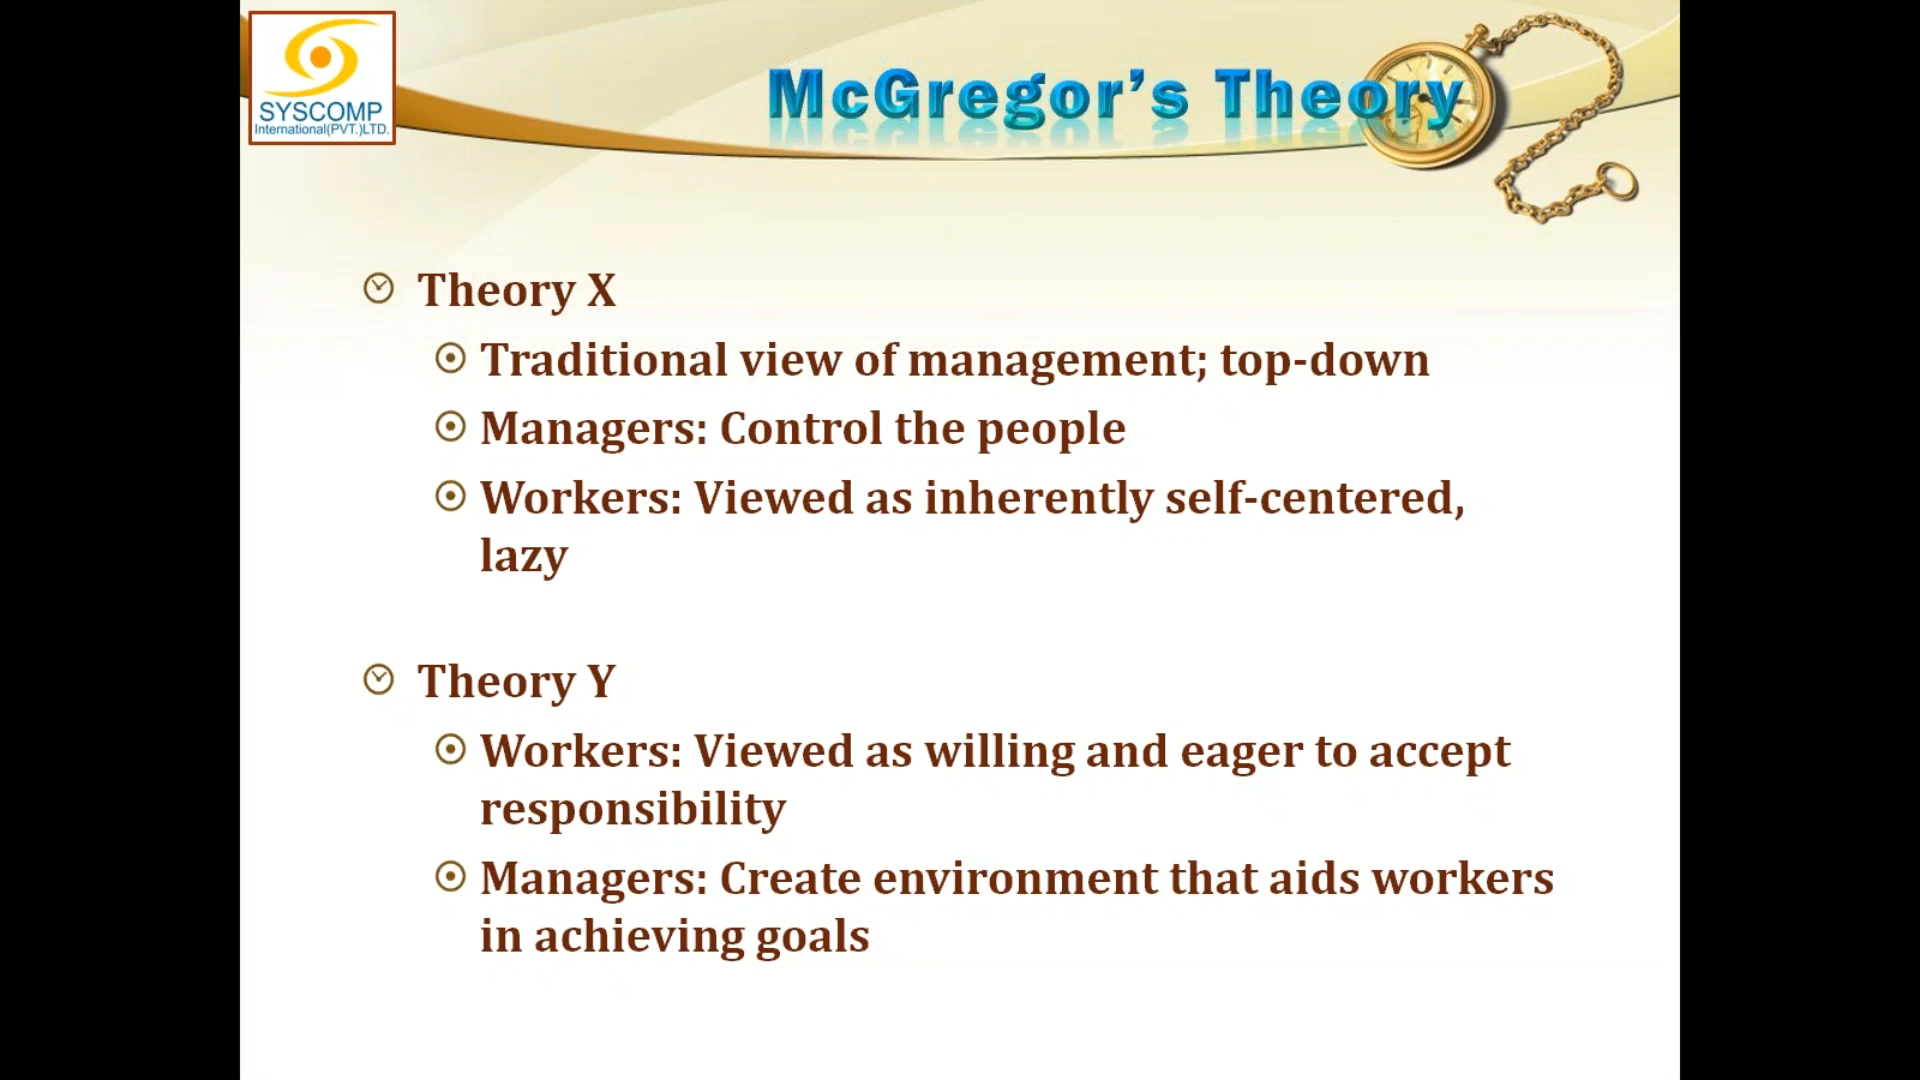 SYSCOMP
International(PVT.)LTD.
McGregor’s Theory
Theory X
Traditional view of management; top-down
Managers: Control the people
Workers: Viewed as inherently self-centered,
lazy
Theory Y
Workers: Viewed as willing and eager to accept
responsibility
Managers: Create environment that aids workers
in achieving goals